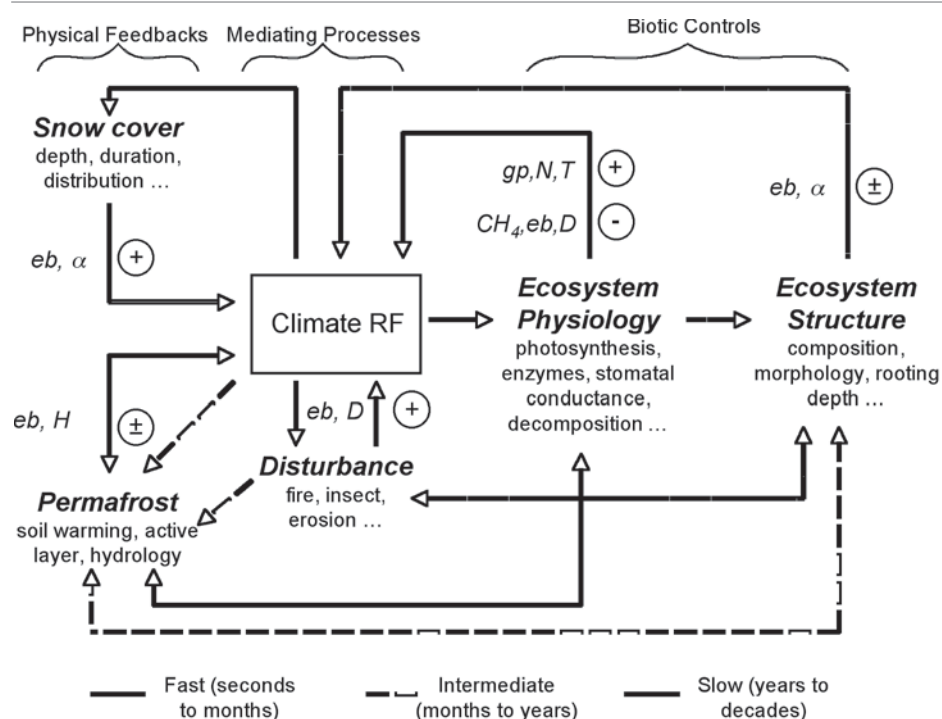 Physical Feedbacks
Mediating Processes
Biotic Controls
Snow cover
depth, duration,
distribution ...
eb, α
+
eb, H
±
Permafrost
soil warming, active
layer, hydrology
Climate RF
eb, D
+
Disturbance
fire, insect,
erosion ...
gp,N,T
+
CH4,eb,D
-
Ecosystem
Physiology
photosynthesis,
enzymes, stomatal
conductance,
decomposition ...
eb, α
±
Ecosystem
Structure
composition,
morphology, rooting
depth ...
Fast (seconds
to months)
Intermediate
(months to years)
Slow (years to
decades)